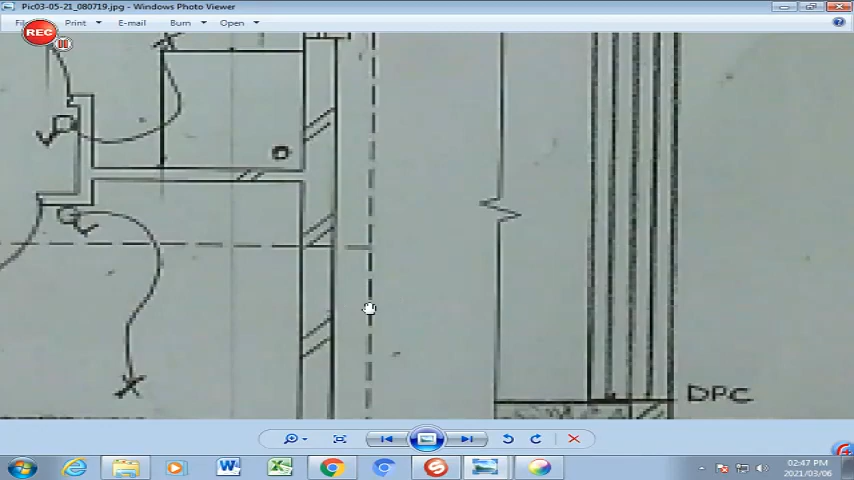 Pic03-05-21_080719.jpg - Windows Photo Viewer
Print
E-mail
Burn
Open
REC
DPC
02:47 PM
2021/03/06